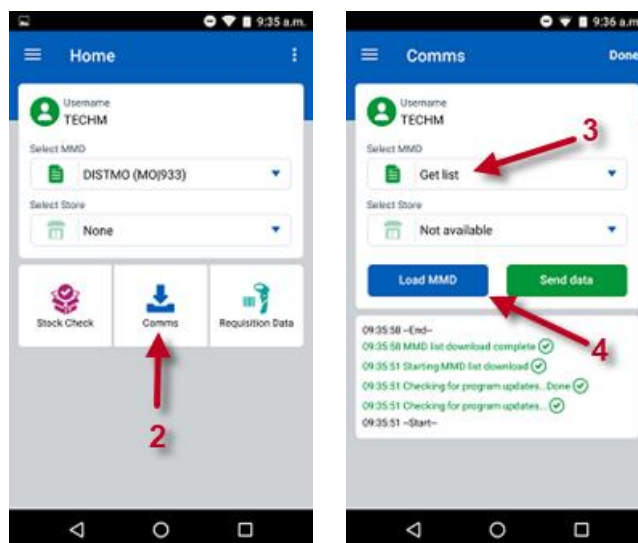 9:35 a.m.
Home
Username
TECHM
Select MMD
DISTMO (MOJ933)
Select Store
None
Stock Check
Comms
Requisition Data
2
9:36 a.m.
Comms
Done
Username
TECHM
3
Select MMD
Get list
Select Store
Not available
Load MMD
Send data
4
09:35:58 --End--
09:35:58 MMD list download complete
09:35:51 Starting MMD list download
09:35:51 Checking for program updates...Done
09:35:51 Checking for program updates...
09:35:51 --Start--